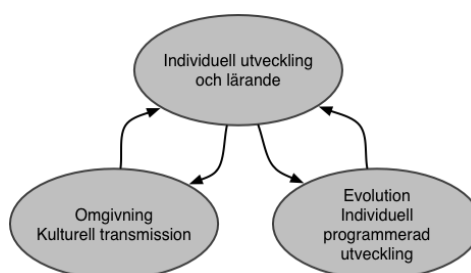 Individuell utveckling
och lärande
Omgivning
Kulturell transmission
Evolution
Individuell
programmerad
utveckling